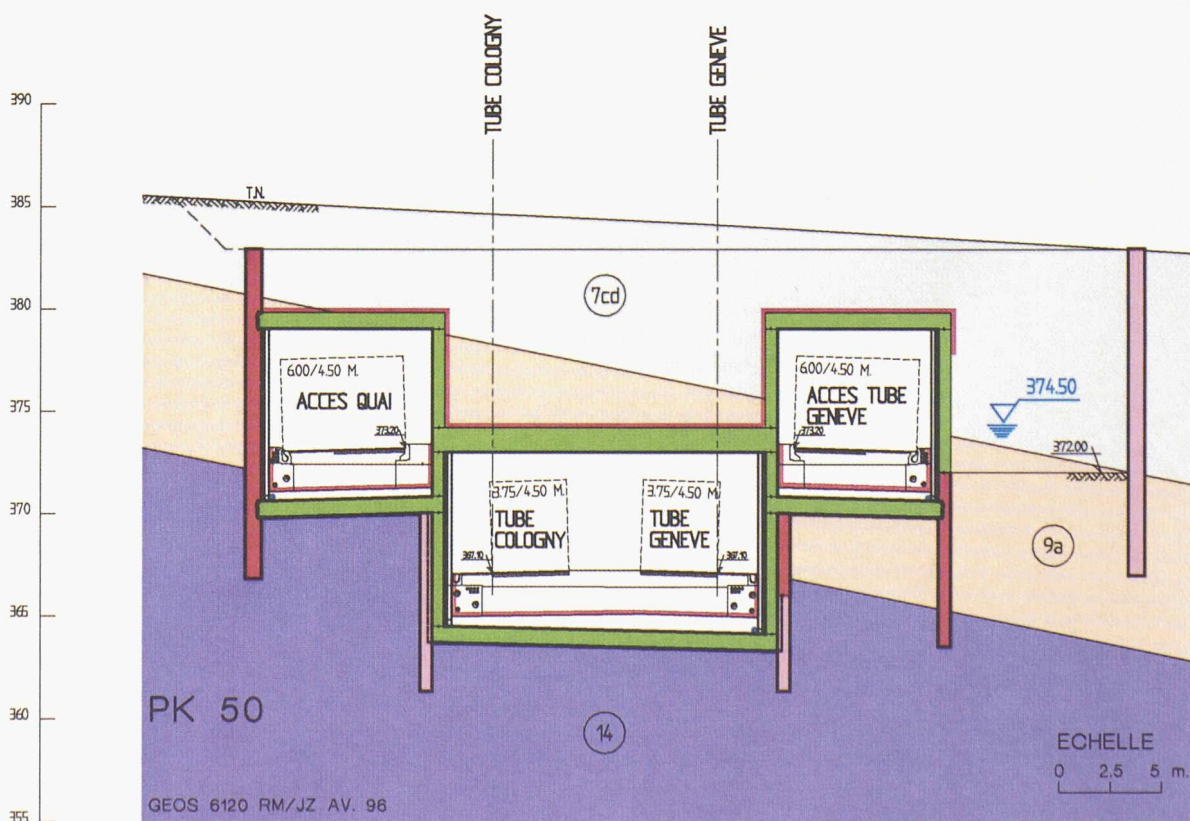 TUBE COLOGNY
TUBE GENEVE
390
385
380
375
370
365
360
355
T.N.
7cd
6.00/4.50 M.
ACCES QUAI
373.20
6.00/4.50 M.
ACCES TUBE
GENEVE
373.20
374.50
372.00
3.75/4.50 M.
TUBE
COLOGNY
367.10
3.75/4.50 M.
TUBE
GENEVE
367.10
9a
PK 50
14
ECHELLE
0 2.5 5 m.
GEOS 6120 RM/JZ AV. 96